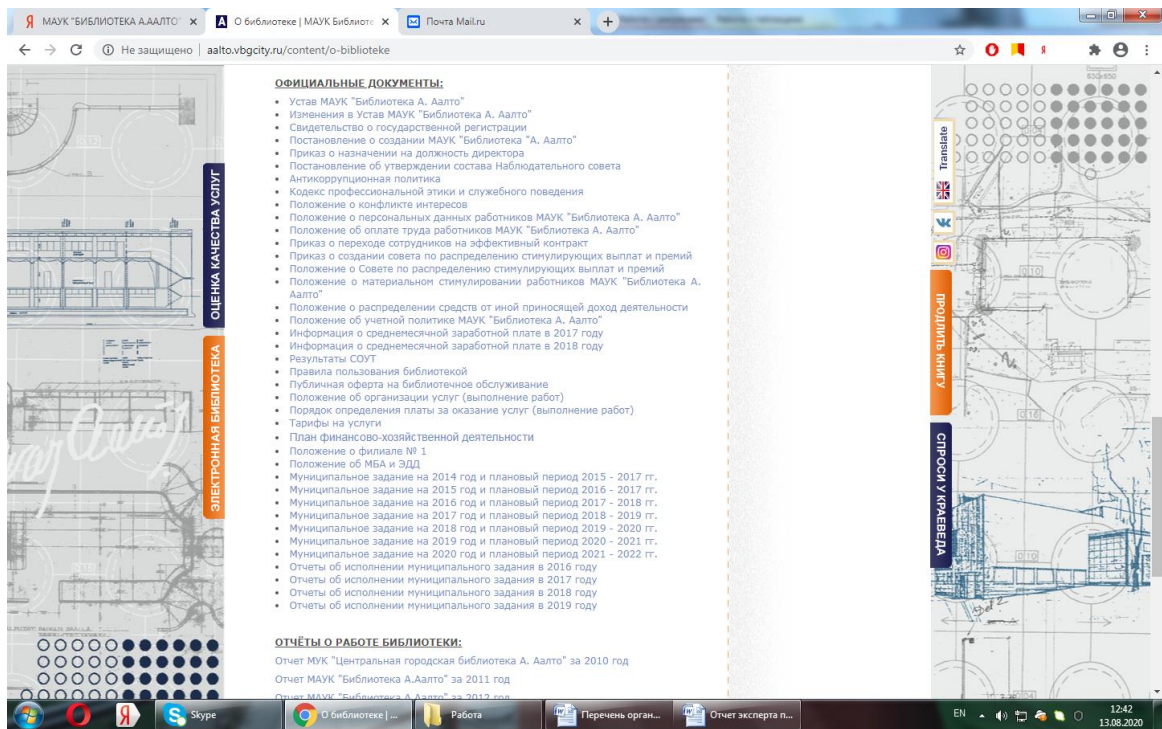 МАУК "БИБЛИОТЕКА А.ААЛТО"
О библиотеке | МАУК Библиоте
Почта Mail.ru
Не защищено | aalto.vbgcity.ru/content/o-biblioteke
ОФИЦИАЛЬНЫЕ ДОКУМЕНТЫ:
Устав МАУК "Библиотека А. Аалто"
Изменения в Устав МАУК "Библиотека А. Аалто"
Свидетельство о государственной регистрации
Постановление о создании МАУК "Библиотека "А. Аалто"
Приказ о назначении на должность директора
Постановление об утверждении состава Наблюдательного совета
Антикоррупционная политика
Кодекс профессиональной этики и служебного поведения
Положение о конфликте интересов
Положение о персональных данных работников МАУК "Библиотека А. Аалто"
Положение об оплате труда работников МАУК "Библиотека А. Аалто"
Приказ о переходе сотрудников на эффективный контракт
Приказ о создании совета по распределению стимулирующих выплат и премий
Положение о Совете по распределению стимулирующих выплат и премий
Положение о материальном стимулировании работников МАУК "Библиотека А.
Аалто"
Положение о распределении средств от иной приносящей доход деятельности
Положение об учетной политике МАУК "Библиотека А. Аалто"
Информация о среднемесячной заработной плате в 2017 году
Информация о среднемесячной заработной плате в 2018 году
Результаты СОУТ
Правила пользования библиотекой
Публичная оферта на библиотечное обслуживание
Положение об организации услуг (выполнение работ)
Порядок определения платы за оказание услуг (выполнение работ)
Тарифы на услуги
План финансово-хозяйственной деятельности
Положение о филиале № 1
Положение об МБА и ЭДД
Муниципальное задание на 2014 год и плановый период 2015 - 2017 гг.
Муниципальное задание на 2015 год и плановый период 2016 - 2017 гг.
Муниципальное задание на 2016 год и плановый период 2017 - 2018 гг.
Муниципальное задание на 2017 год и плановый период 2018 - 2019 гг.
Муниципальное задание на 2018 год и плановый период 2019 - 2020 гг.
Муниципальное задание на 2019 год и плановый период 2020 - 2021 гг.
Муниципальное задание на 2020 год и плановый период 2021 - 2022 гг.
Отчеты об исполнении муниципального задания в 2016 году
Отчеты об исполнении муниципального задания в 2017 году
Отчеты об исполнении муниципального задания в 2018 году
Отчеты об исполнении муниципального задания в 2019 году
ОТЧЁТЫ О РАБОТЕ БИБЛИОТЕКИ:
Отчет МУК "Центральная городская библиотека А. Аалто" за 2010 год
Отчет МАУК "Библиотека А.Аалто" за 2011 год
Отчет МАУК "Библиотека А.Аалто" за 2012 год
ОЦЕНКА КАЧЕСТВА УСЛУГ
ЭЛЕКТРОННАЯ БИБЛИОТЕКА
Translate
ПРОДЛИТЬ КНИГУ
СПРОСИ У КРАЕВЕДА
Skype
О библиотеке | ...
Работа
Перечень орган...
Отчет эксперта п...
EN
12:42
13.08.2020